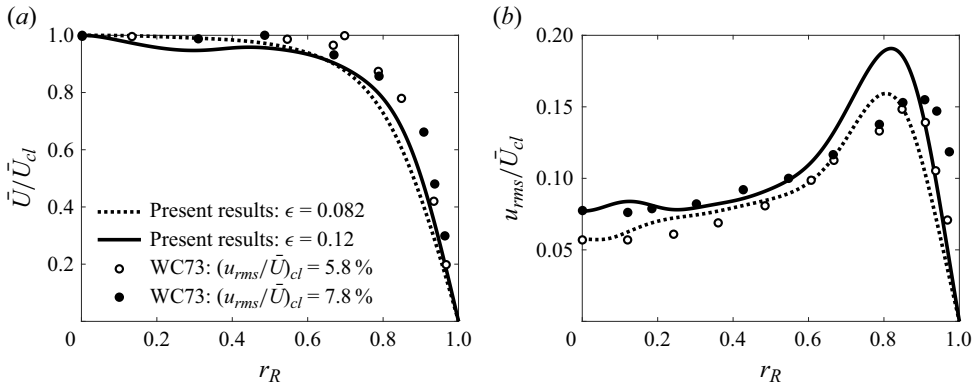 (a)
1.0
0.8
0.6
0.4
0.2
Ū/Ū_cl
Present results: ϵ = 0.082
Present results: ϵ = 0.12
WC73: (u_rms/Ū)_cl = 5.8 %
WC73: (u_rms/Ū)_cl = 7.8 %
0 0.2 0.4 0.6 0.8 1.0
r_R
(b)
0.20
0.15
0.10
0.05
u_rms/Ū_cl
0 0.2 0.4 0.6 0.8 1.0
r_R